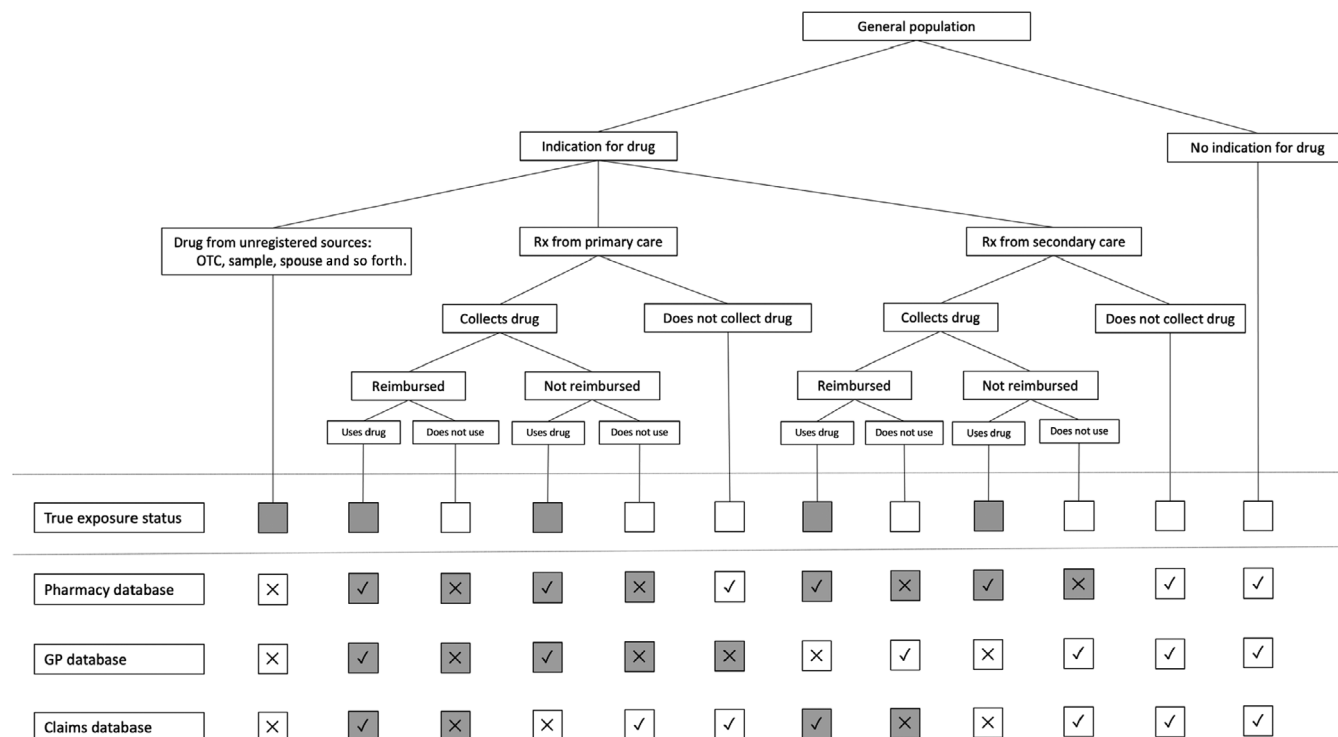 General population
Indication for drug
No indication for drug
Drug from unregistered sources:
OTC, sample, spouse and so forth.
Rx from primary care
Rx from secondary care
Collects drug
Does not collect drug
Collects drug
Does not collect drug
Reimbursed
Not reimbursed
Reimbursed
Not reimbursed
Uses drug
Does not use
Uses drug
Does not use
Uses drug
Does not use
Uses drug
Does not use
True exposure status
Pharmacy database
× ✓ × ✓ × ✓ ✓ × ✓ × ✓ ✓
GP database
× ✓ × ✓ × × × ✓ × ✓ ✓ ✓
Claims database
× ✓ × × ✓ ✓ ✓ × × ✓ ✓ ✓